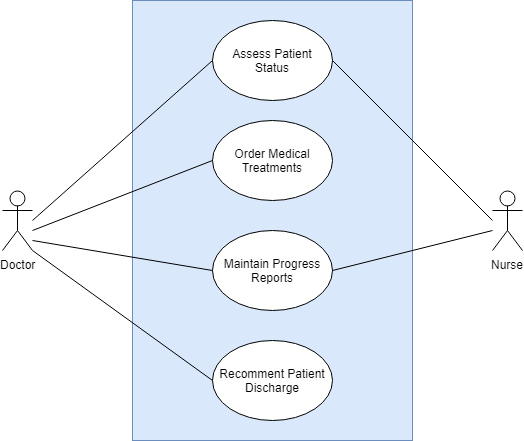 Assess Patient
Status
Order Medical
Treatments
Doctor
Nurse
Maintain Progress
Reports
Recomment Patient
Discharge